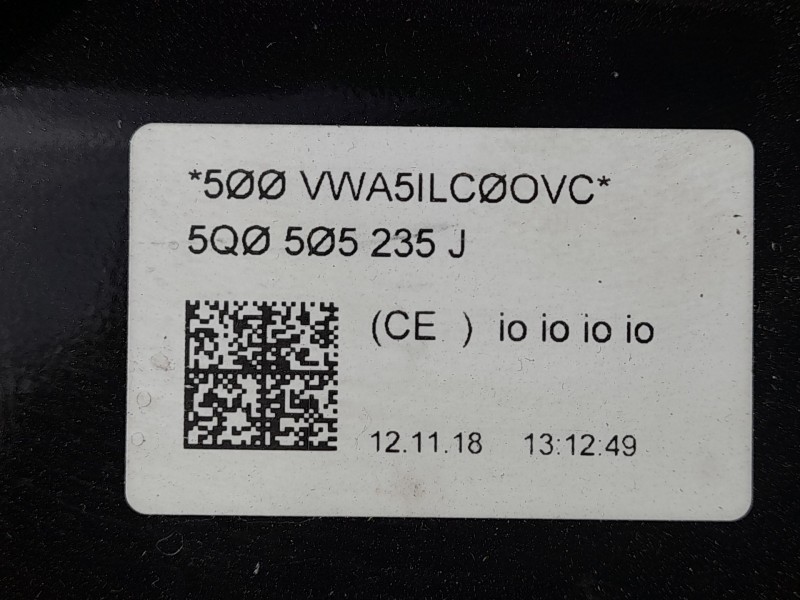 *5ØØ VWA5ILCØOVC*
5QØ 5Ø5 235 J
(CE ) io io io io
12.11.18 13:12:49